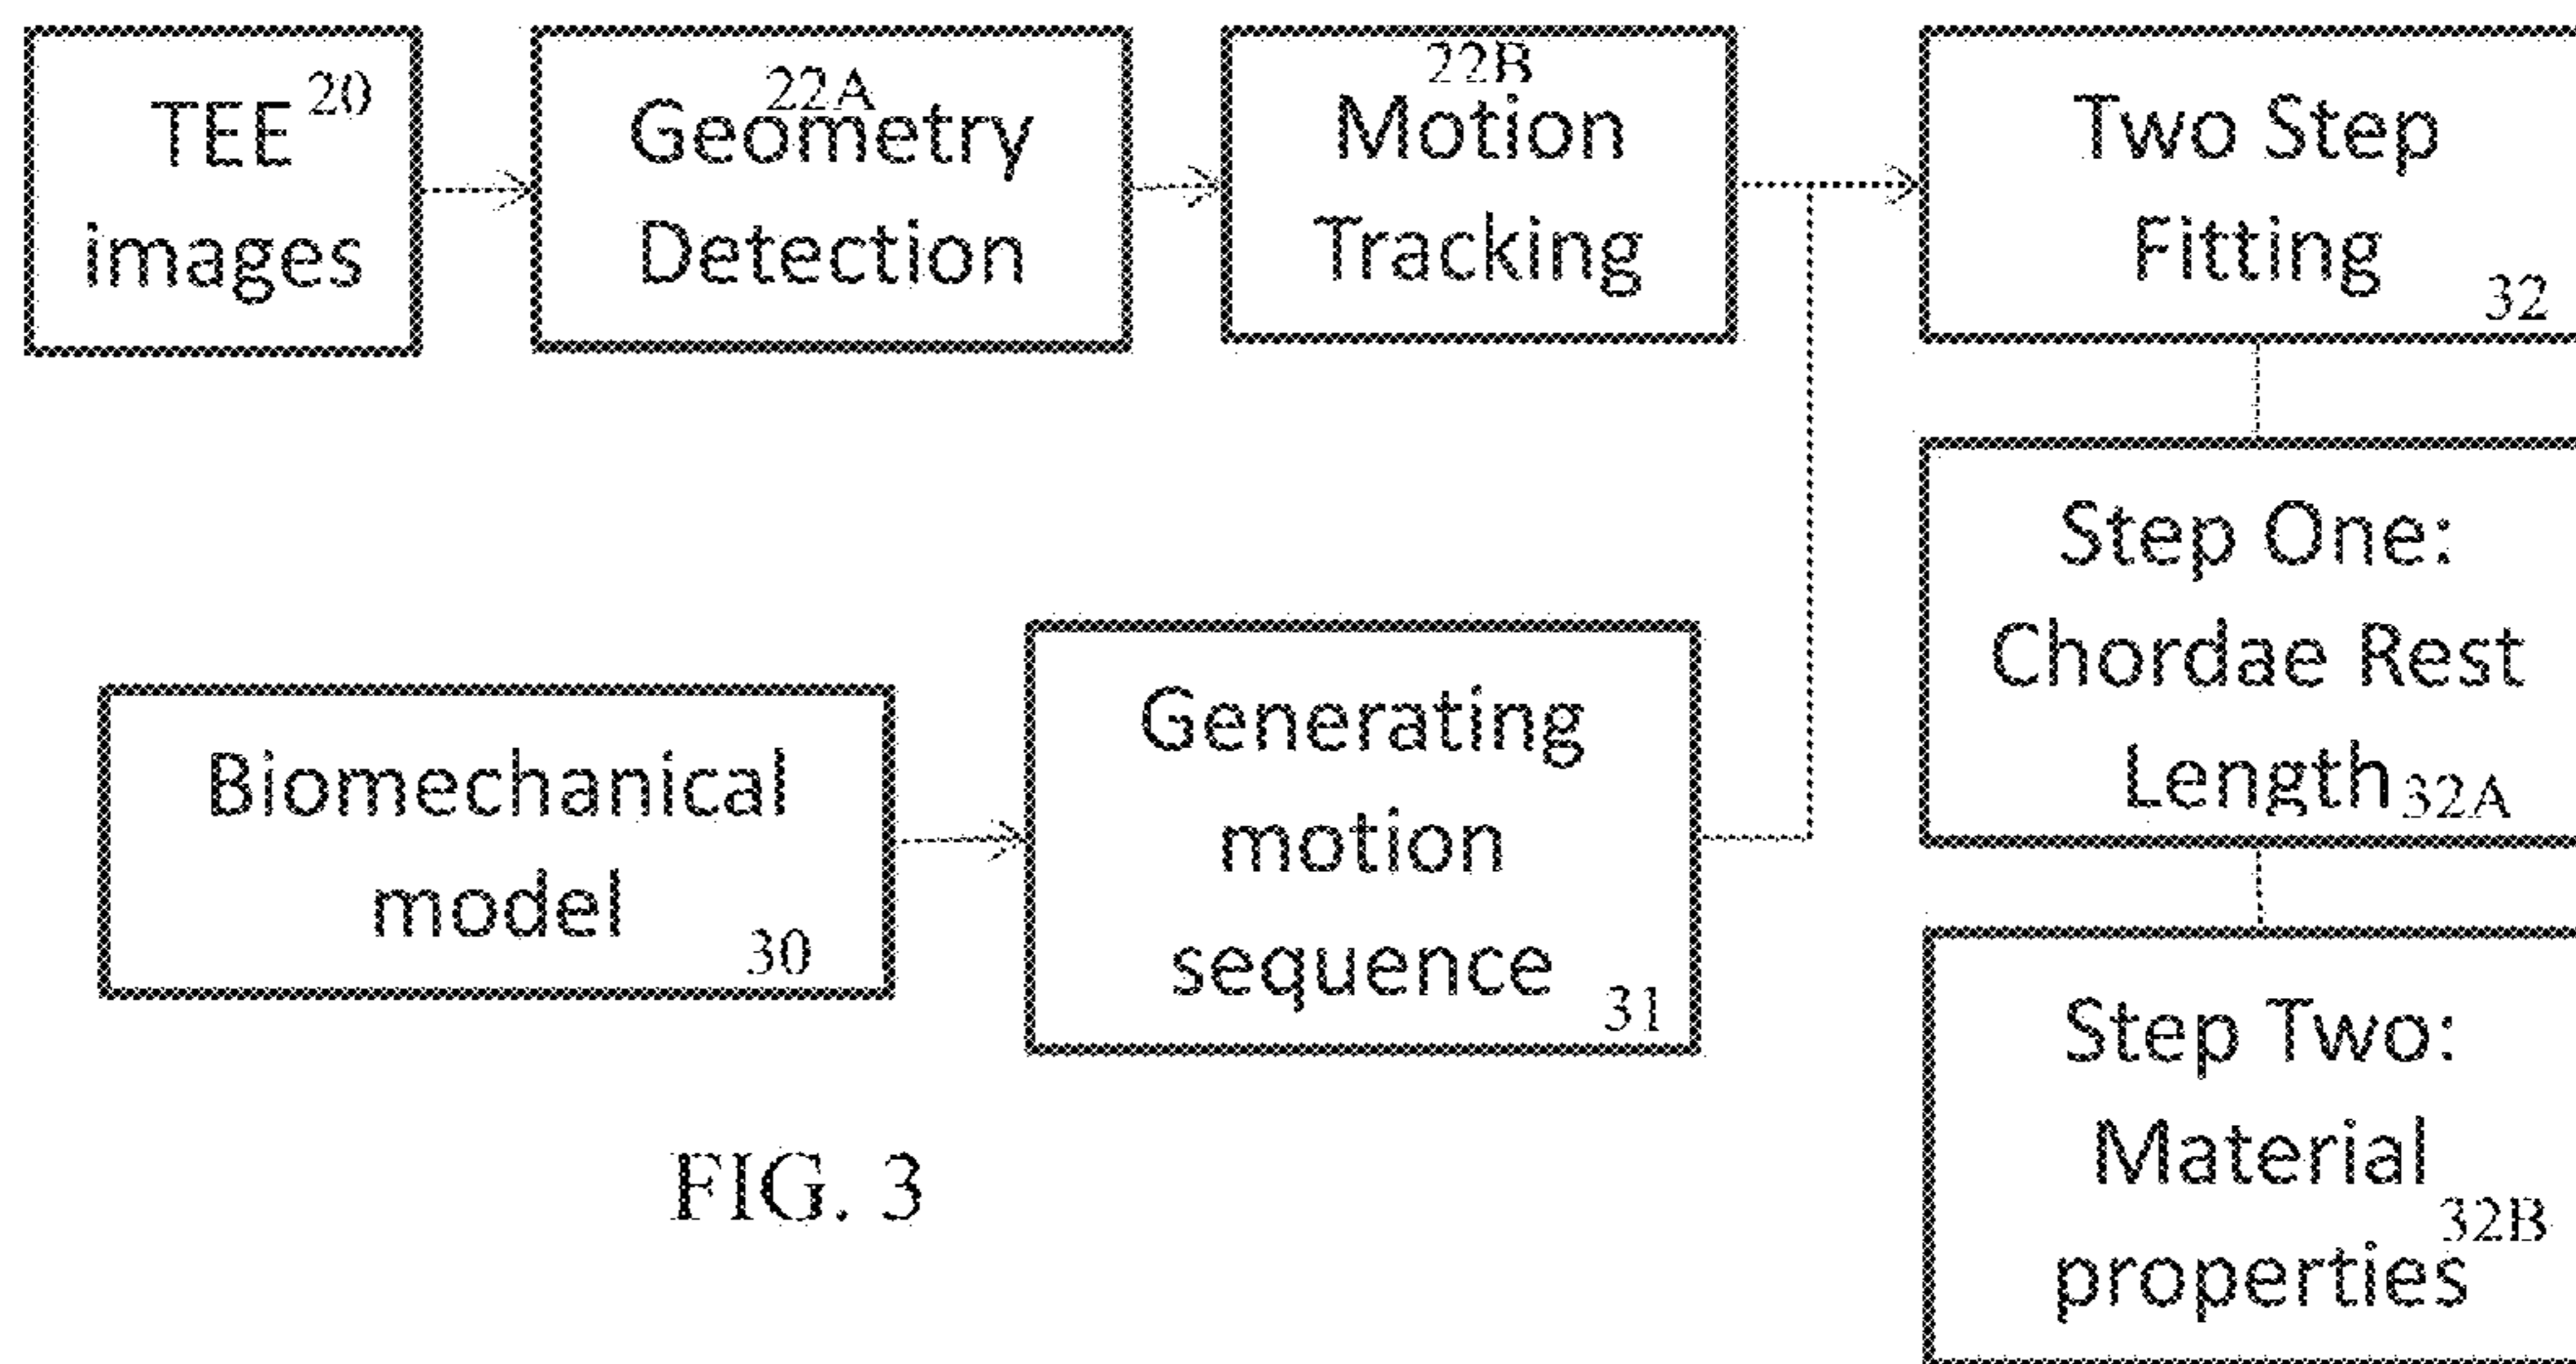 TEE 20
images
22A
Geometry
Detection
22B
Motion
Tracking
Two Step
Fitting
32
Step One:
Chordae Rest
Length 32A
Biomechanical
model
30
Generating
motion
sequence
31
Step Two:
Material
32B
properties
FIG. 3